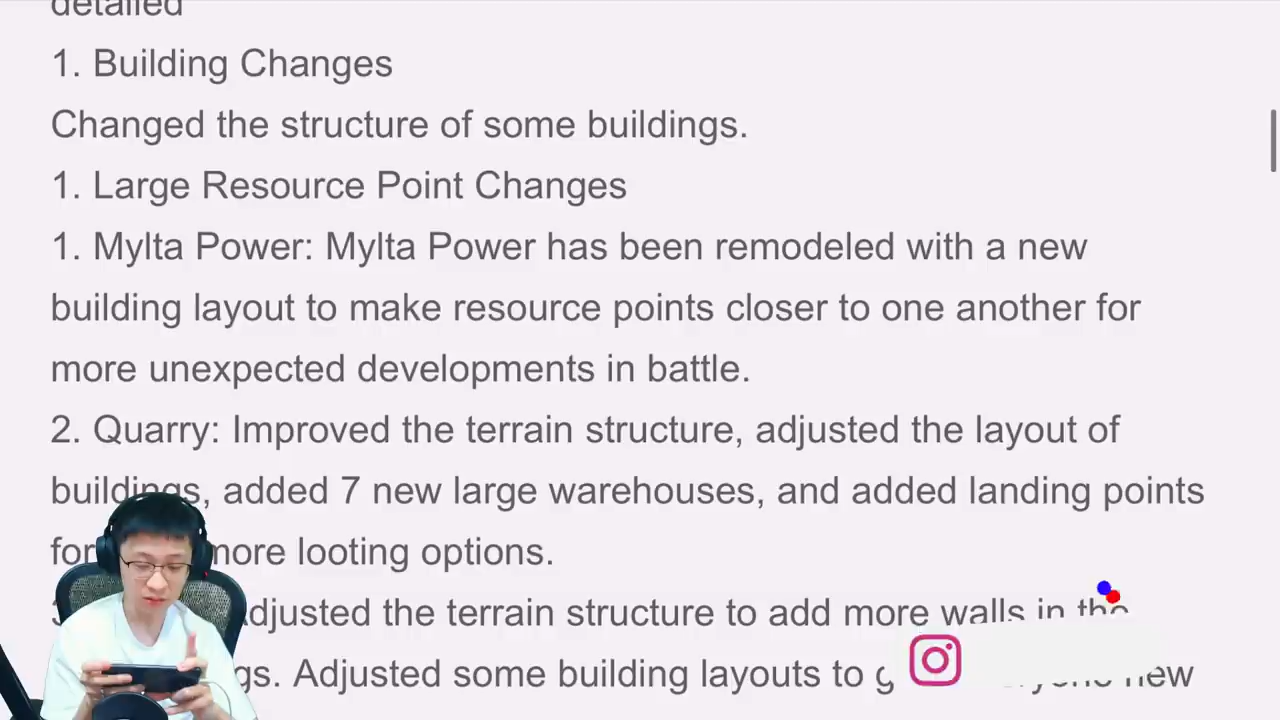 detailed
1. Building Changes
Changed the structure of some buildings.
1. Large Resource Point Changes
1. Mylta Power: Mylta Power has been remodeled with a new
building layout to make resource points closer to one another for
more unexpected developments in battle.
2. Quarry: Improved the terrain structure, adjusted the layout of
buildings, added 7 new large warehouses, and added landing points
for more looting options.
djusted the terrain structure to add more walls in the
gs. Adjusted some building layouts to g new